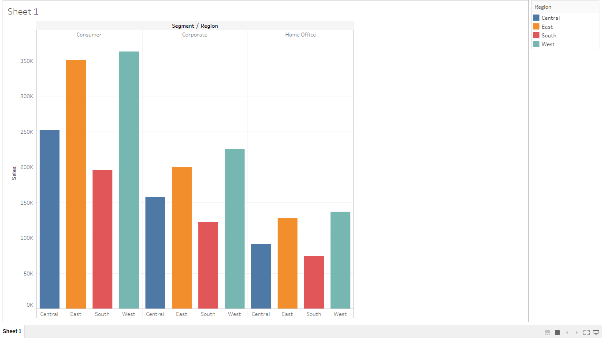 Sheet 1
Segment / Region
Consumer
Corporate
Home Office
350K
300K
250K
200K
150K
100K
50K
0K
Sales
Central
East
South
West
Central
East
South
West
Central
East
South
West
Region
Central
East
South
West
Sheet 1